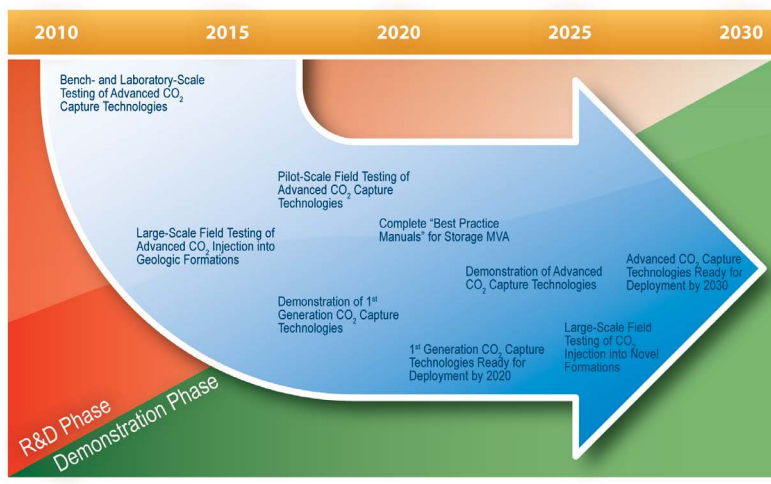 2010 2015 2020 2025 2030
Bench- and Laboratory-Scale
Testing of Advanced CO₂
Capture Technologies
Pilot-Scale Field Testing of
Advanced CO₂ Capture
Technologies
Large-Scale Field Testing of
Advanced CO₂ Injection into
Geologic Formations
Complete “Best Practice
Manuals” for Storage MVA
Demonstration of Advanced
CO₂ Capture Technologies
Advanced CO₂ Capture
Technologies Ready for
Deployment by 2030
Demonstration of 1st
Generation CO₂ Capture
Technologies
1st Generation CO₂ Capture
Technologies Ready for
Deployment by 2020
Large-Scale Field
Testing of CO₂
Injection into Novel
Formations
R&D Phase
Demonstration Phase